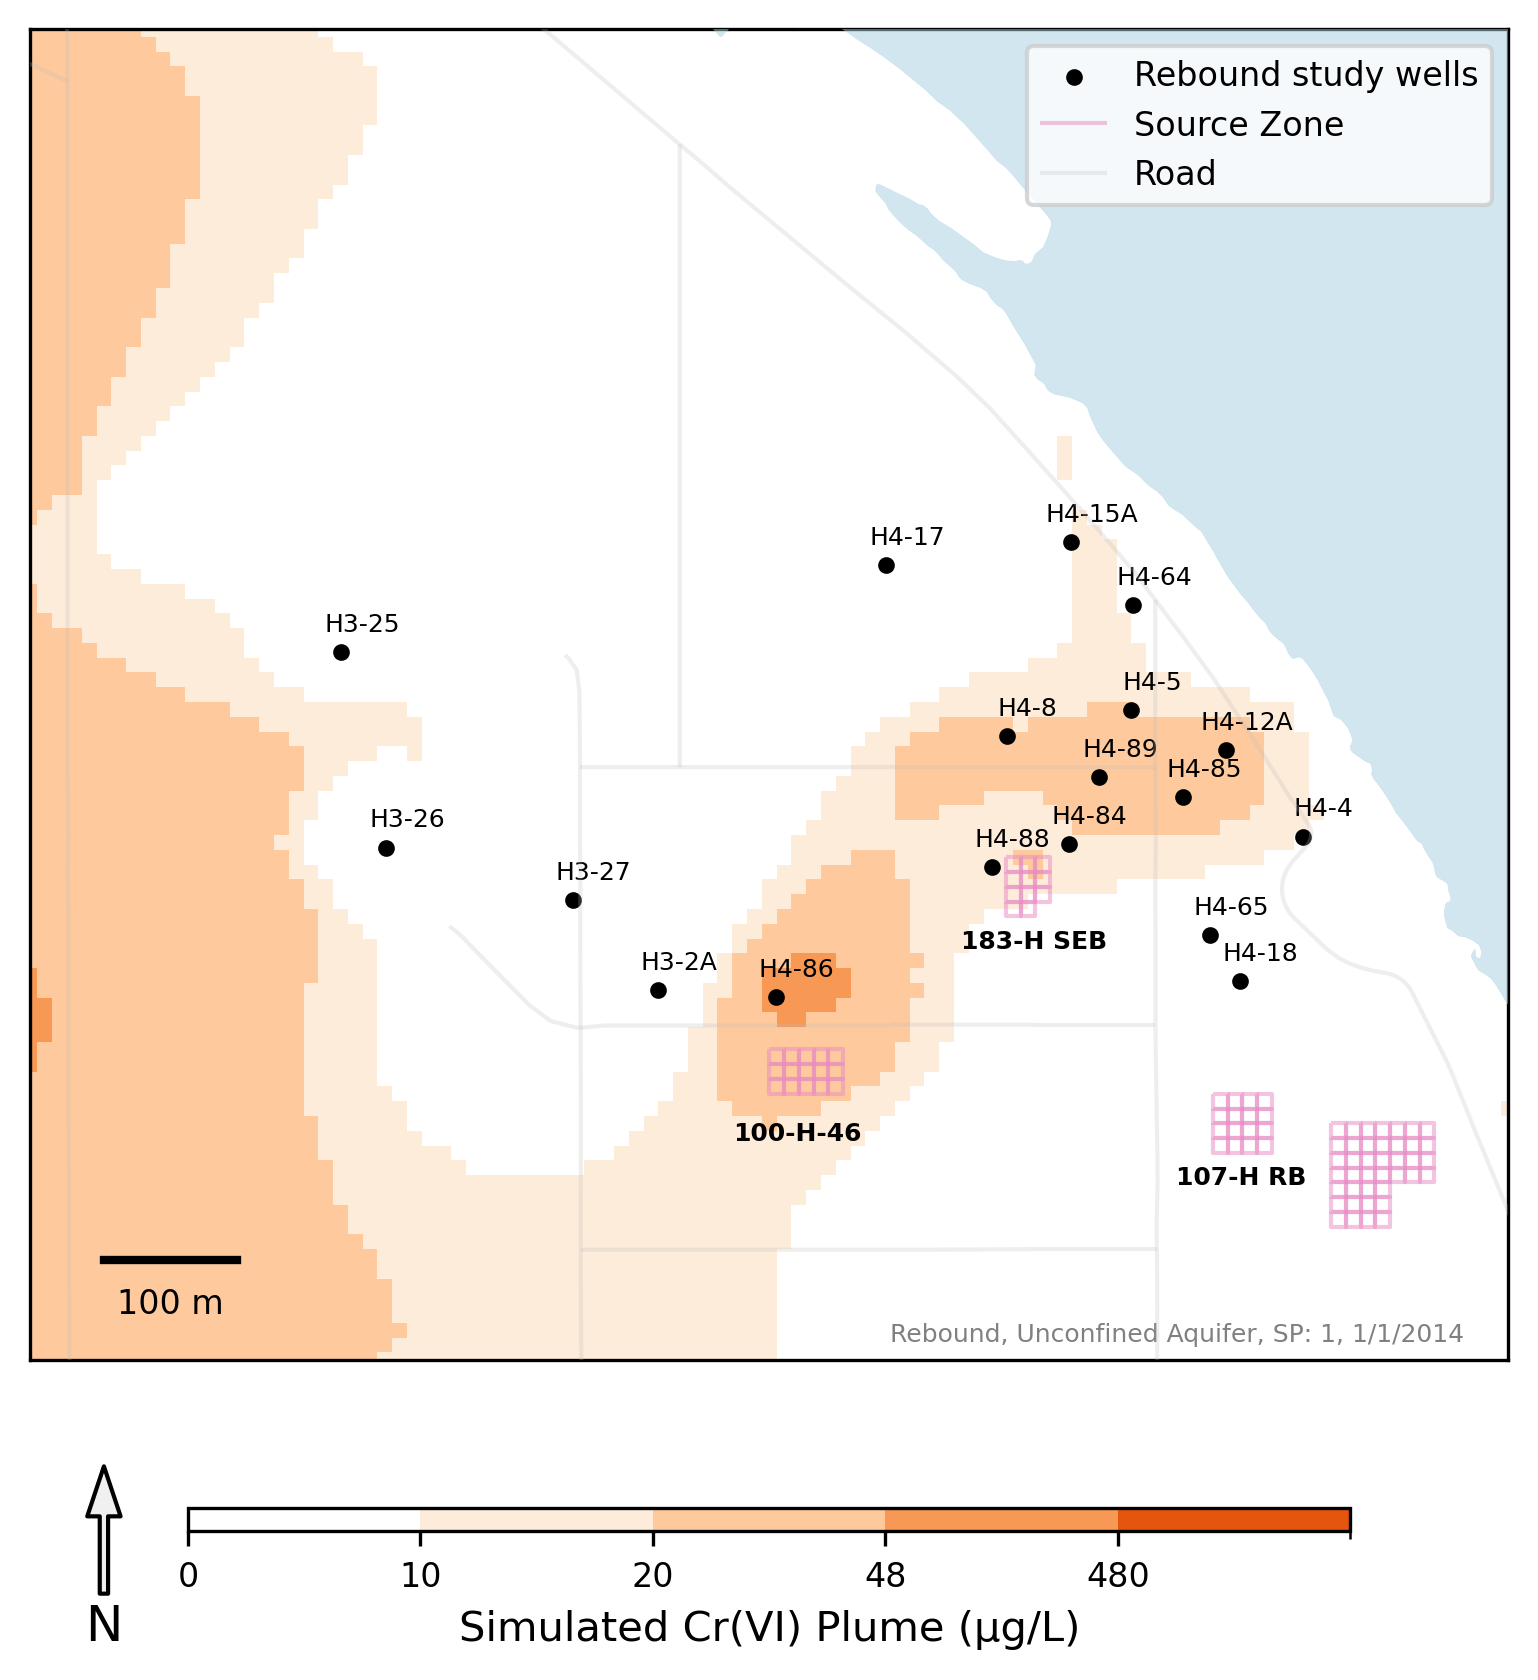 Rebound study wells
Source Zone
Road
H4-15A
H4-17
H4-64
H3-25
H4-5
H4-8
H4-12A
H4-89
H4-85
H4-4
H3-26
H4-84
H4-88
H3-27
H4-65
183-H SEB
H4-18
H3-2A
H4-86
100-H-46
107-H RB
100 m
Rebound, Unconfined Aquifer, SP: 1, 1/1/2014
0 10 20 48 480
N
Simulated Cr(VI) Plume (µg/L)